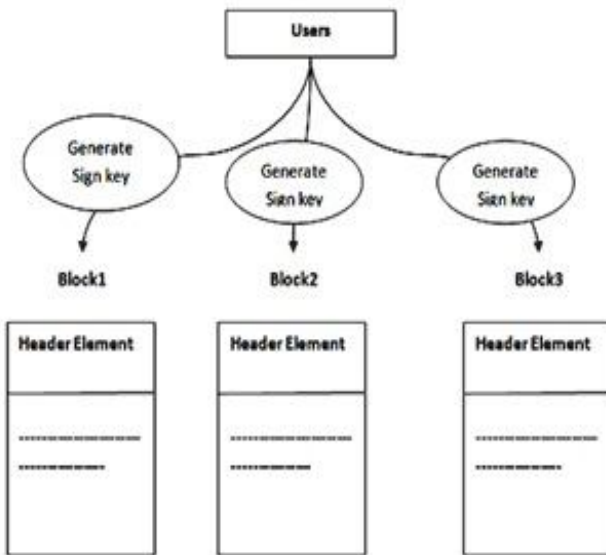 Users
Generate
Sign key
Generate
Sign key
Generate
Sign key
Block1
Block2
Block3
Header Element
Header Element
Header Element